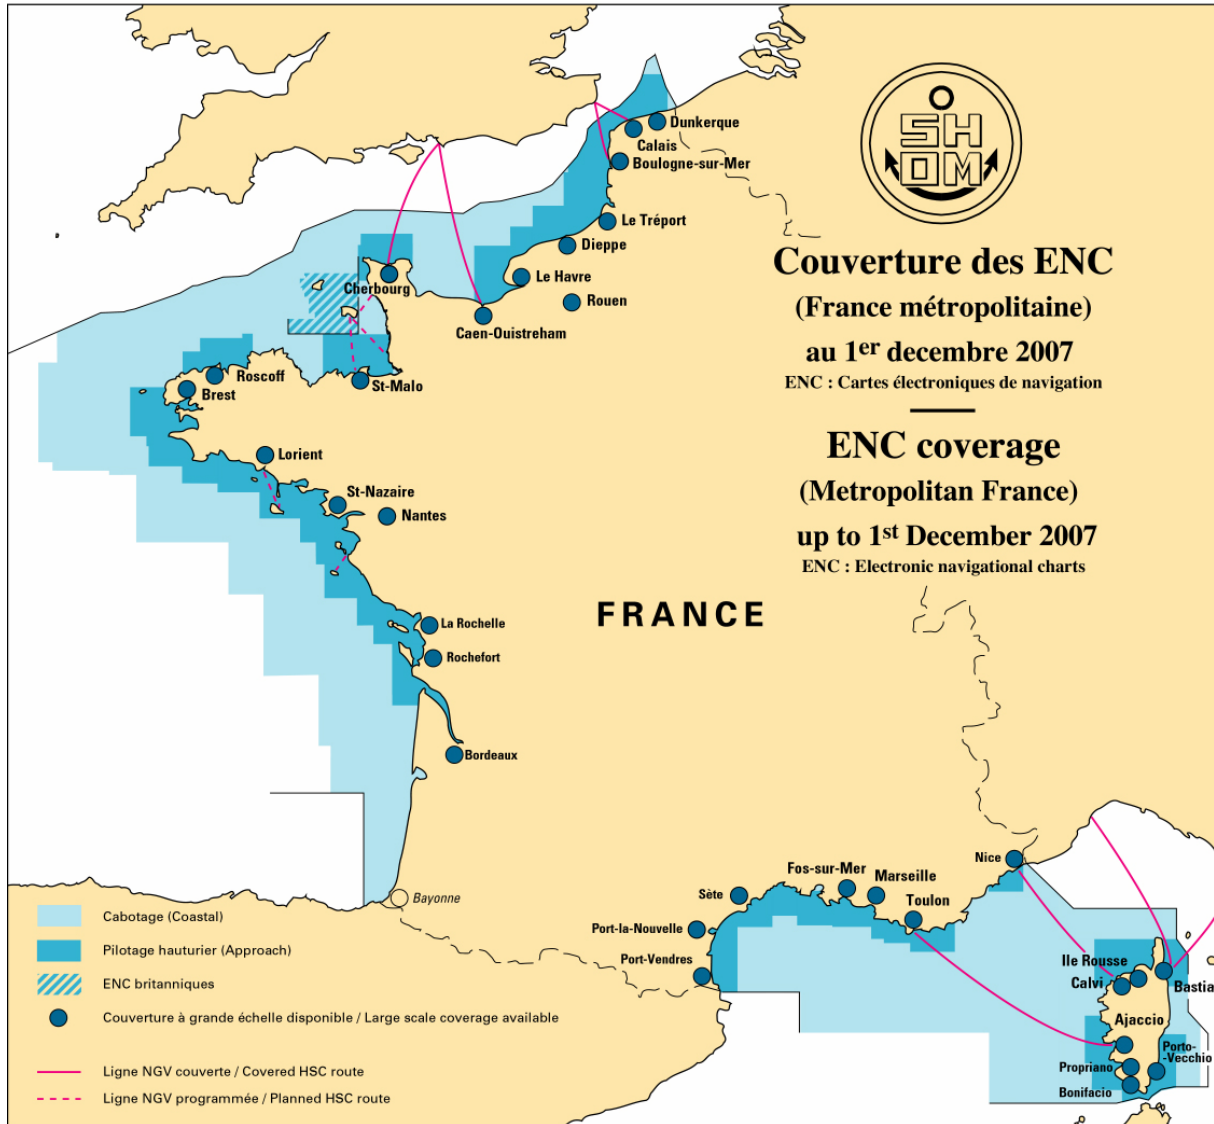 SH
OM
Couverture des ENC
(France métropolitaine)
au 1er decembre 2007
ENC : Cartes électroniques de navigation
ENC coverage
(Metropolitan France)
up to 1st December 2007
ENC : Electronic navigational charts
Dunkerque
Calais
Boulogne-sur-Mer
Le Tréport
Dieppe
Le Havre
Rouen
Cherbourg
Caen-Ouistreham
Roscoff
Brest
St-Malo
Lorient
St-Nazaire
Nantes
FRANCE
La Rochelle
Rochefort
Bordeaux
Bayonne
Nice
Fos-sur-Mer
Marseille
Sète
Toulon
Port-la-Nouvelle
Port-Vendres
Ile Rousse
Calvi
Bastia
Ajaccio
Porto-
-Vecchio
Propriano
Bonifacio
Cabotage (Coastal)
Pilotage hauturier (Approach)
ENC britanniques
Couverture à grande échelle disponible / Large scale coverage available
Ligne NGV couverte / Covered HSC route
Ligne NGV programmée / Planned HSC route